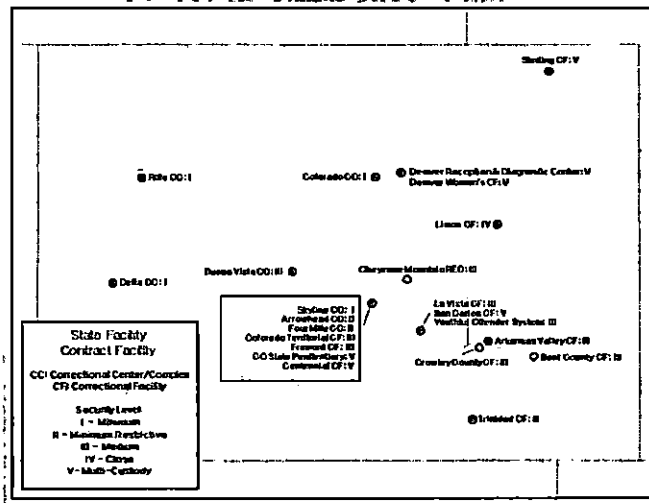 Sterling CF: V
Rifle CC: I
Colorado CC: I
Denver Reception & Diagnostic Center: V
Denver Women's CF: V
Limon CF: IV
Buena Vista CC: III
Cheyenne Mountain REC: III
Delta CC: I
Skyline CC: I
Arrowhead CC: II
Four Mile CC: II
Colorado Territorial CF: III
Fremont CF: III
CO State Penitentiary: V
Centennial CF: V
La Vista CF: III
San Carlos CF: V
Youthful Offender System: III
Arkansas Valley CF: III
Crowley County CF: III
Bent County CF: III
Trinidad CF: II
State Facility
Contract Facility
CC: Correctional Center/Complex
CF: Correctional Facility
Security Level
I - Minimum
II - Minimum Restrictive
III - Medium
IV - Close
V - Multi-Custody